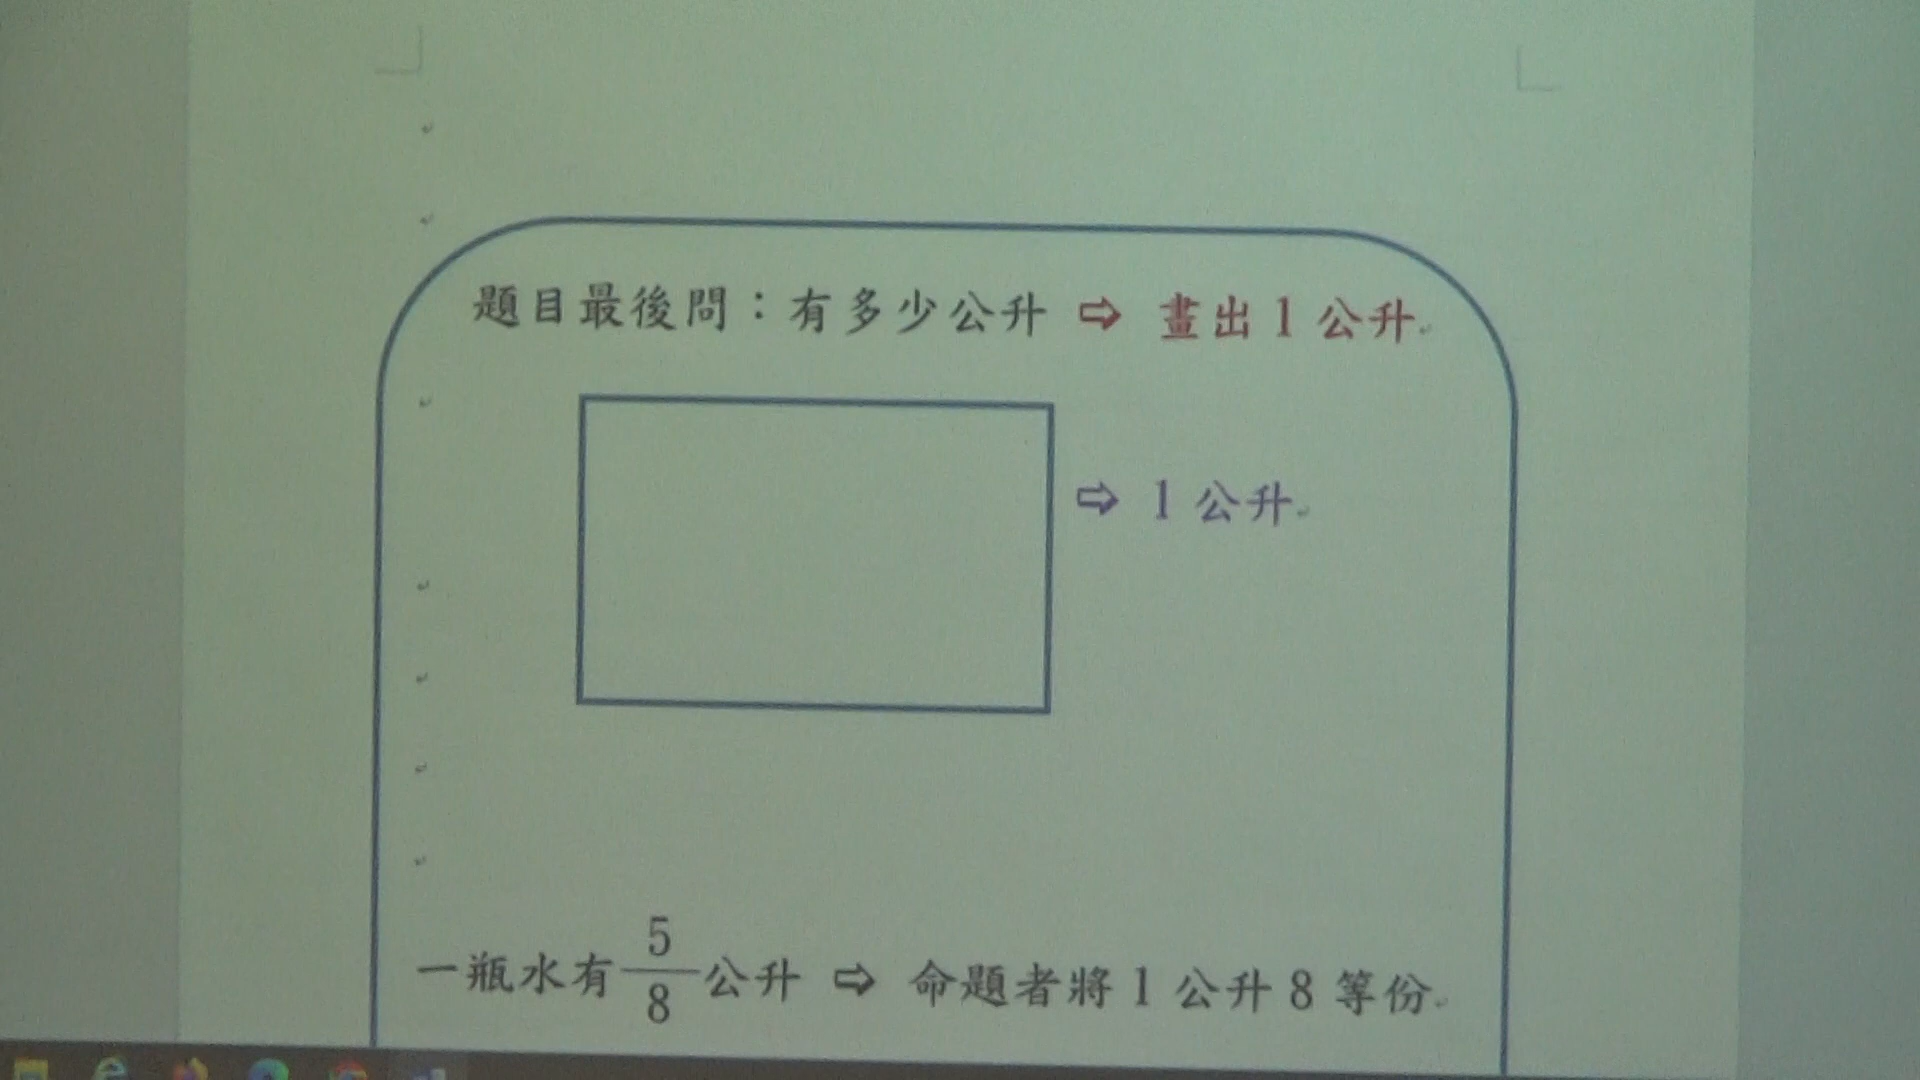 題目最後問：有多少公升 ⇨ 畫出 1 公升
⇨ 1 公升
一瓶水有 5/8 公升 ⇨ 命題者將 1 公升 8 等份